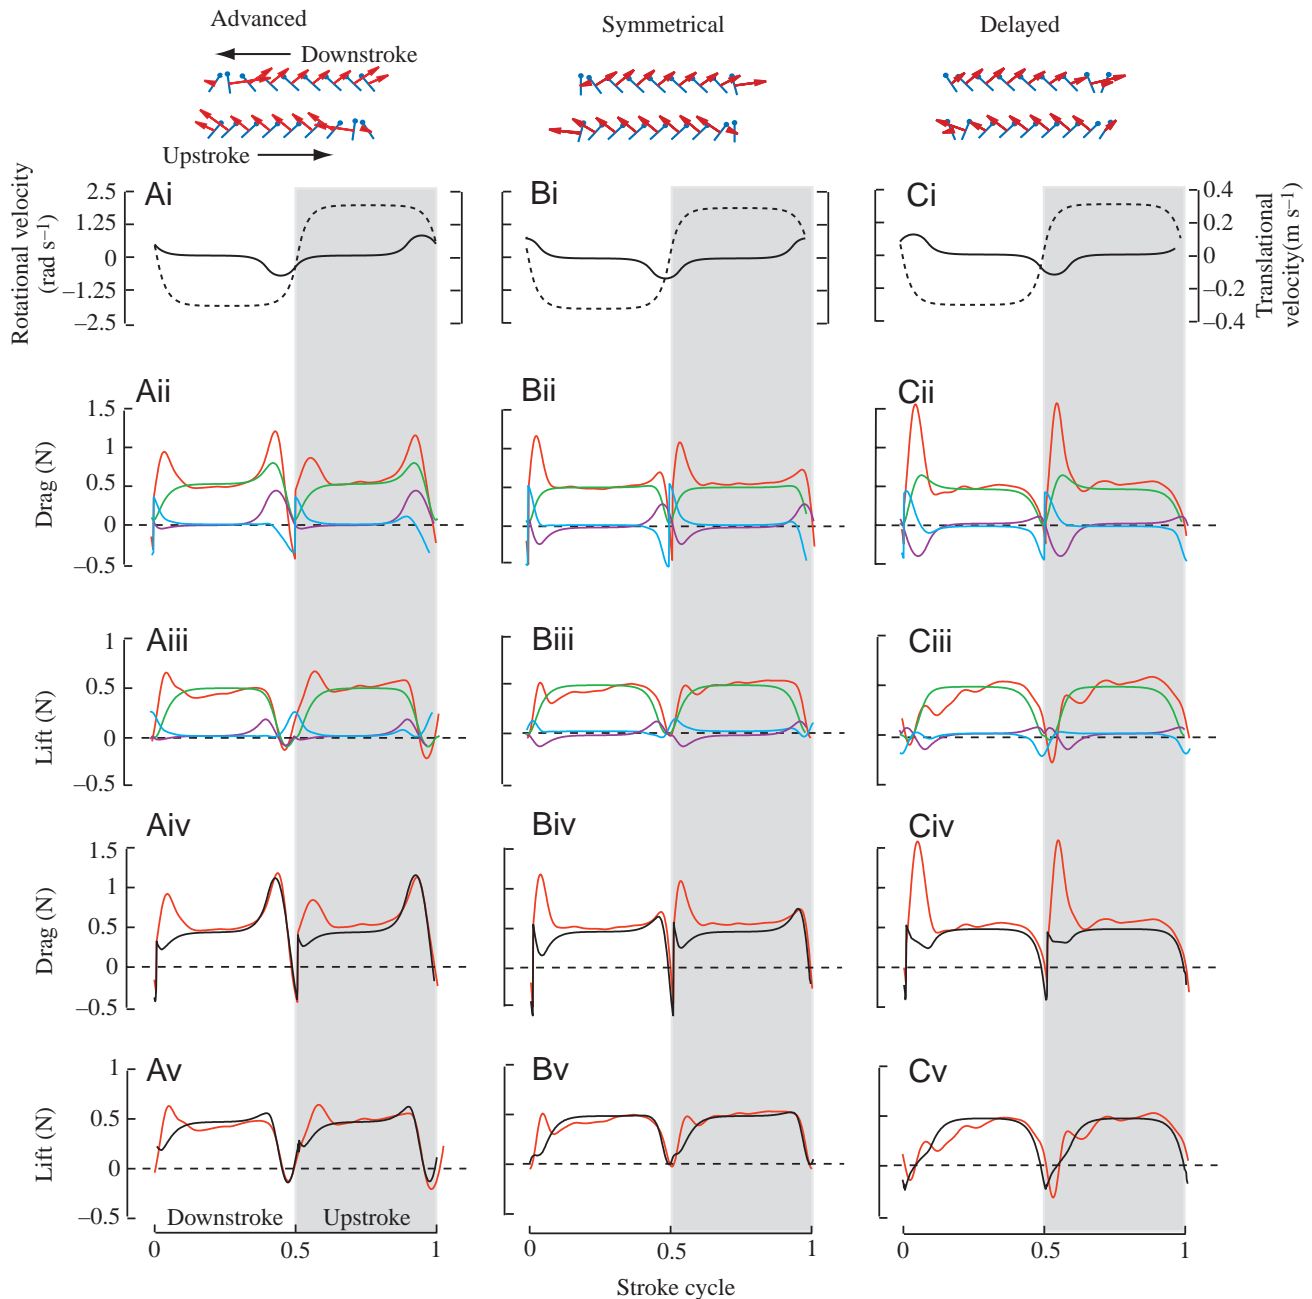 Advanced
Symmetrical
Delayed
Downstroke
Upstroke
Rotational velocity
(rad s–1)
2.5
1.25
0
–1.25
–2.5
Ai
Bi
Ci
0.4
0.2
0
–0.2
–0.4
Translational
velocity(m s–1)
Drag (N)
1.5
1
0.5
0
–0.5
Aii
Bii
Cii
Lift (N)
1
0.5
0
–0.5
Aiii
Biii
Ciii
Drag (N)
1.5
1
0.5
0
–0.5
Aiv
Biv
Civ
Lift (N)
1
0.5
0
–0.5
Av
Bv
Cv
Downstroke
Upstroke
0 0.5 1
0 0.5 1
0 0.5 1
Stroke cycle